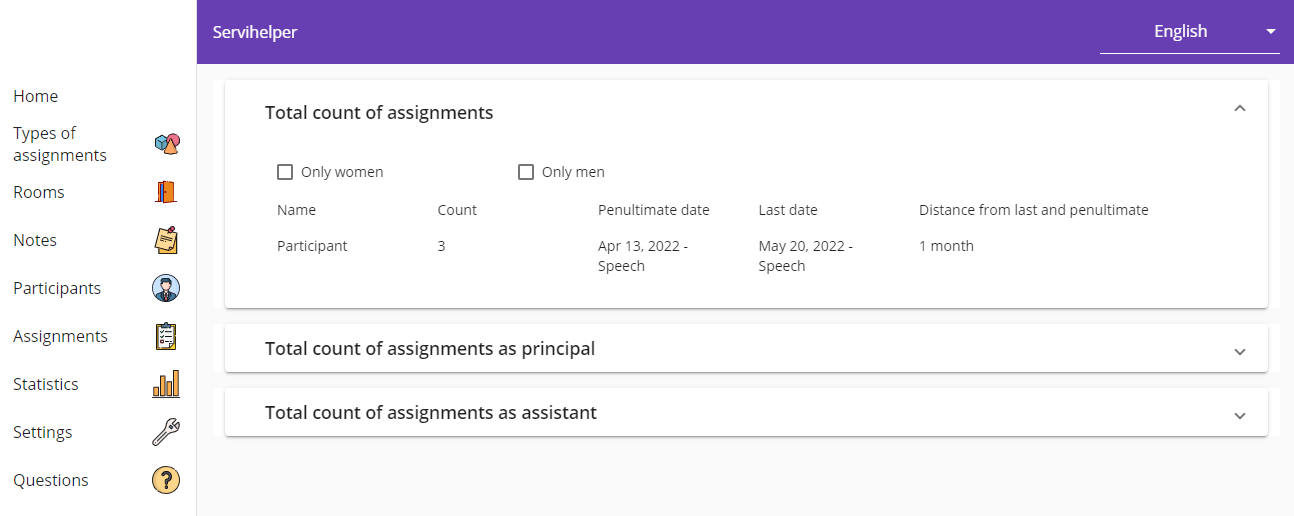 Servihelper
English
Home
Types of
assignments
Rooms
Notes
Participants
Assignments
Statistics
Settings
Questions
Total count of assignments
Only women
Only men
Name Count Penultimate date Last date Distance from last and penultimate
Participant 3 Apr 13, 2022 - May 20, 2022 - 1 month
Speech Speech
Total count of assignments as principal
Total count of assignments as assistant